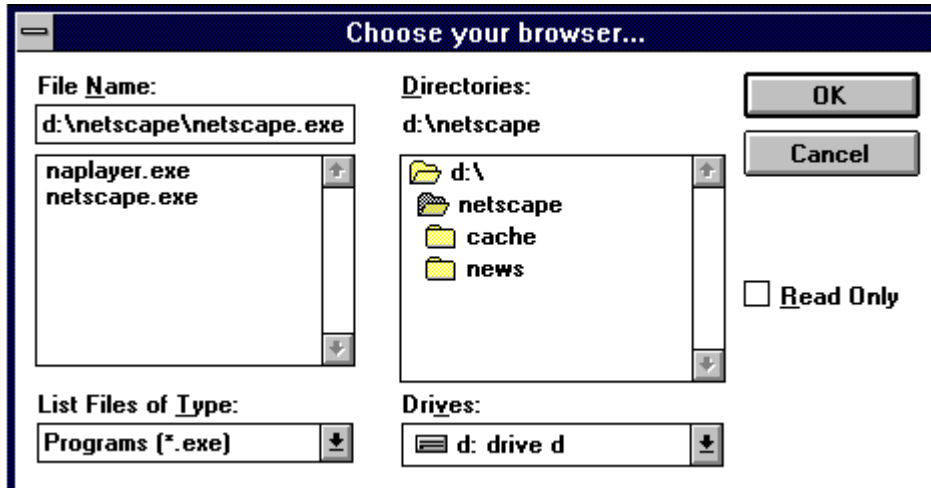 Choose your browser...
File Name:
d:\netscape\netscape.exe
naplayer.exe
netscape.exe
List Files of Type:
Programs (*.exe)
Directories:
d:\netscape
d:\
netscape
cache
news
Drives:
d: drive d
OK
Cancel
Read Only